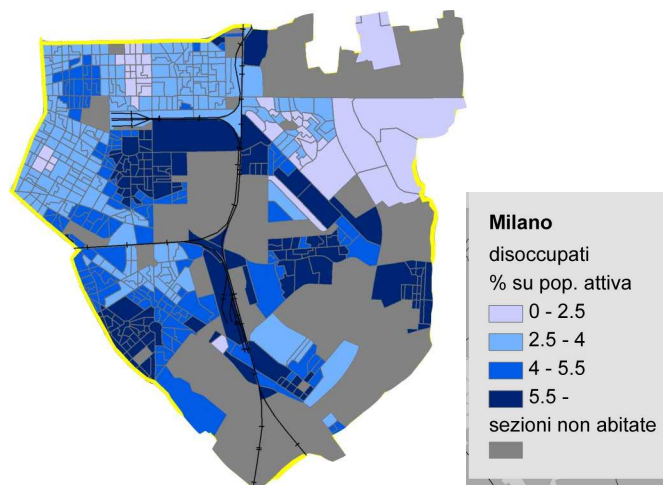 Milano
disoccupati
% su pop. attiva
0 - 2.5
2.5 - 4
4 - 5.5
5.5 -
sezioni non abitate